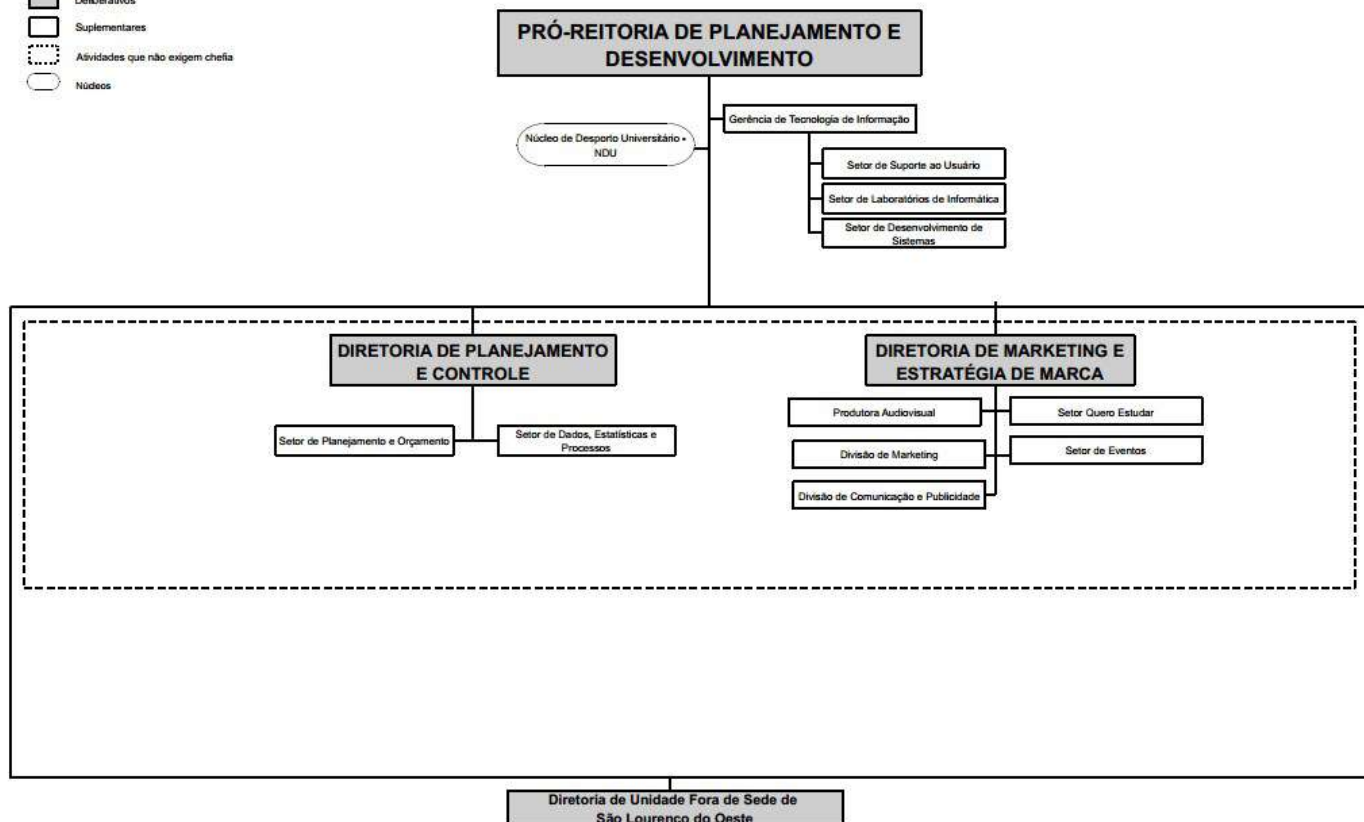 Deliberativos
Suplementares
Atividades que não exigem chefia
Núcleos
PRÓ-REITORIA DE PLANEJAMENTO E
DESENVOLVIMENTO
Gerência de Tecnologia de Informação
Núcleo de Desporto Universitário -
NDU
Setor de Suporte ao Usuário
Setor de Laboratórios de Informática
Setor de Desenvolvimento de
Sistemas
DIRETORIA DE PLANEJAMENTO
E CONTROLE
Setor de Planejamento e Orçamento
Setor de Dados, Estatísticas e
Processos
DIRETORIA DE MARKETING E
ESTRATÉGIA DE MARCA
Produtora Audiovisual
Setor Quero Estudar
Divisão de Marketing
Setor de Eventos
Divisão de Comunicação e Publicidade
Diretoria de Unidade Fora de Sede de
São Lourenço do Oeste